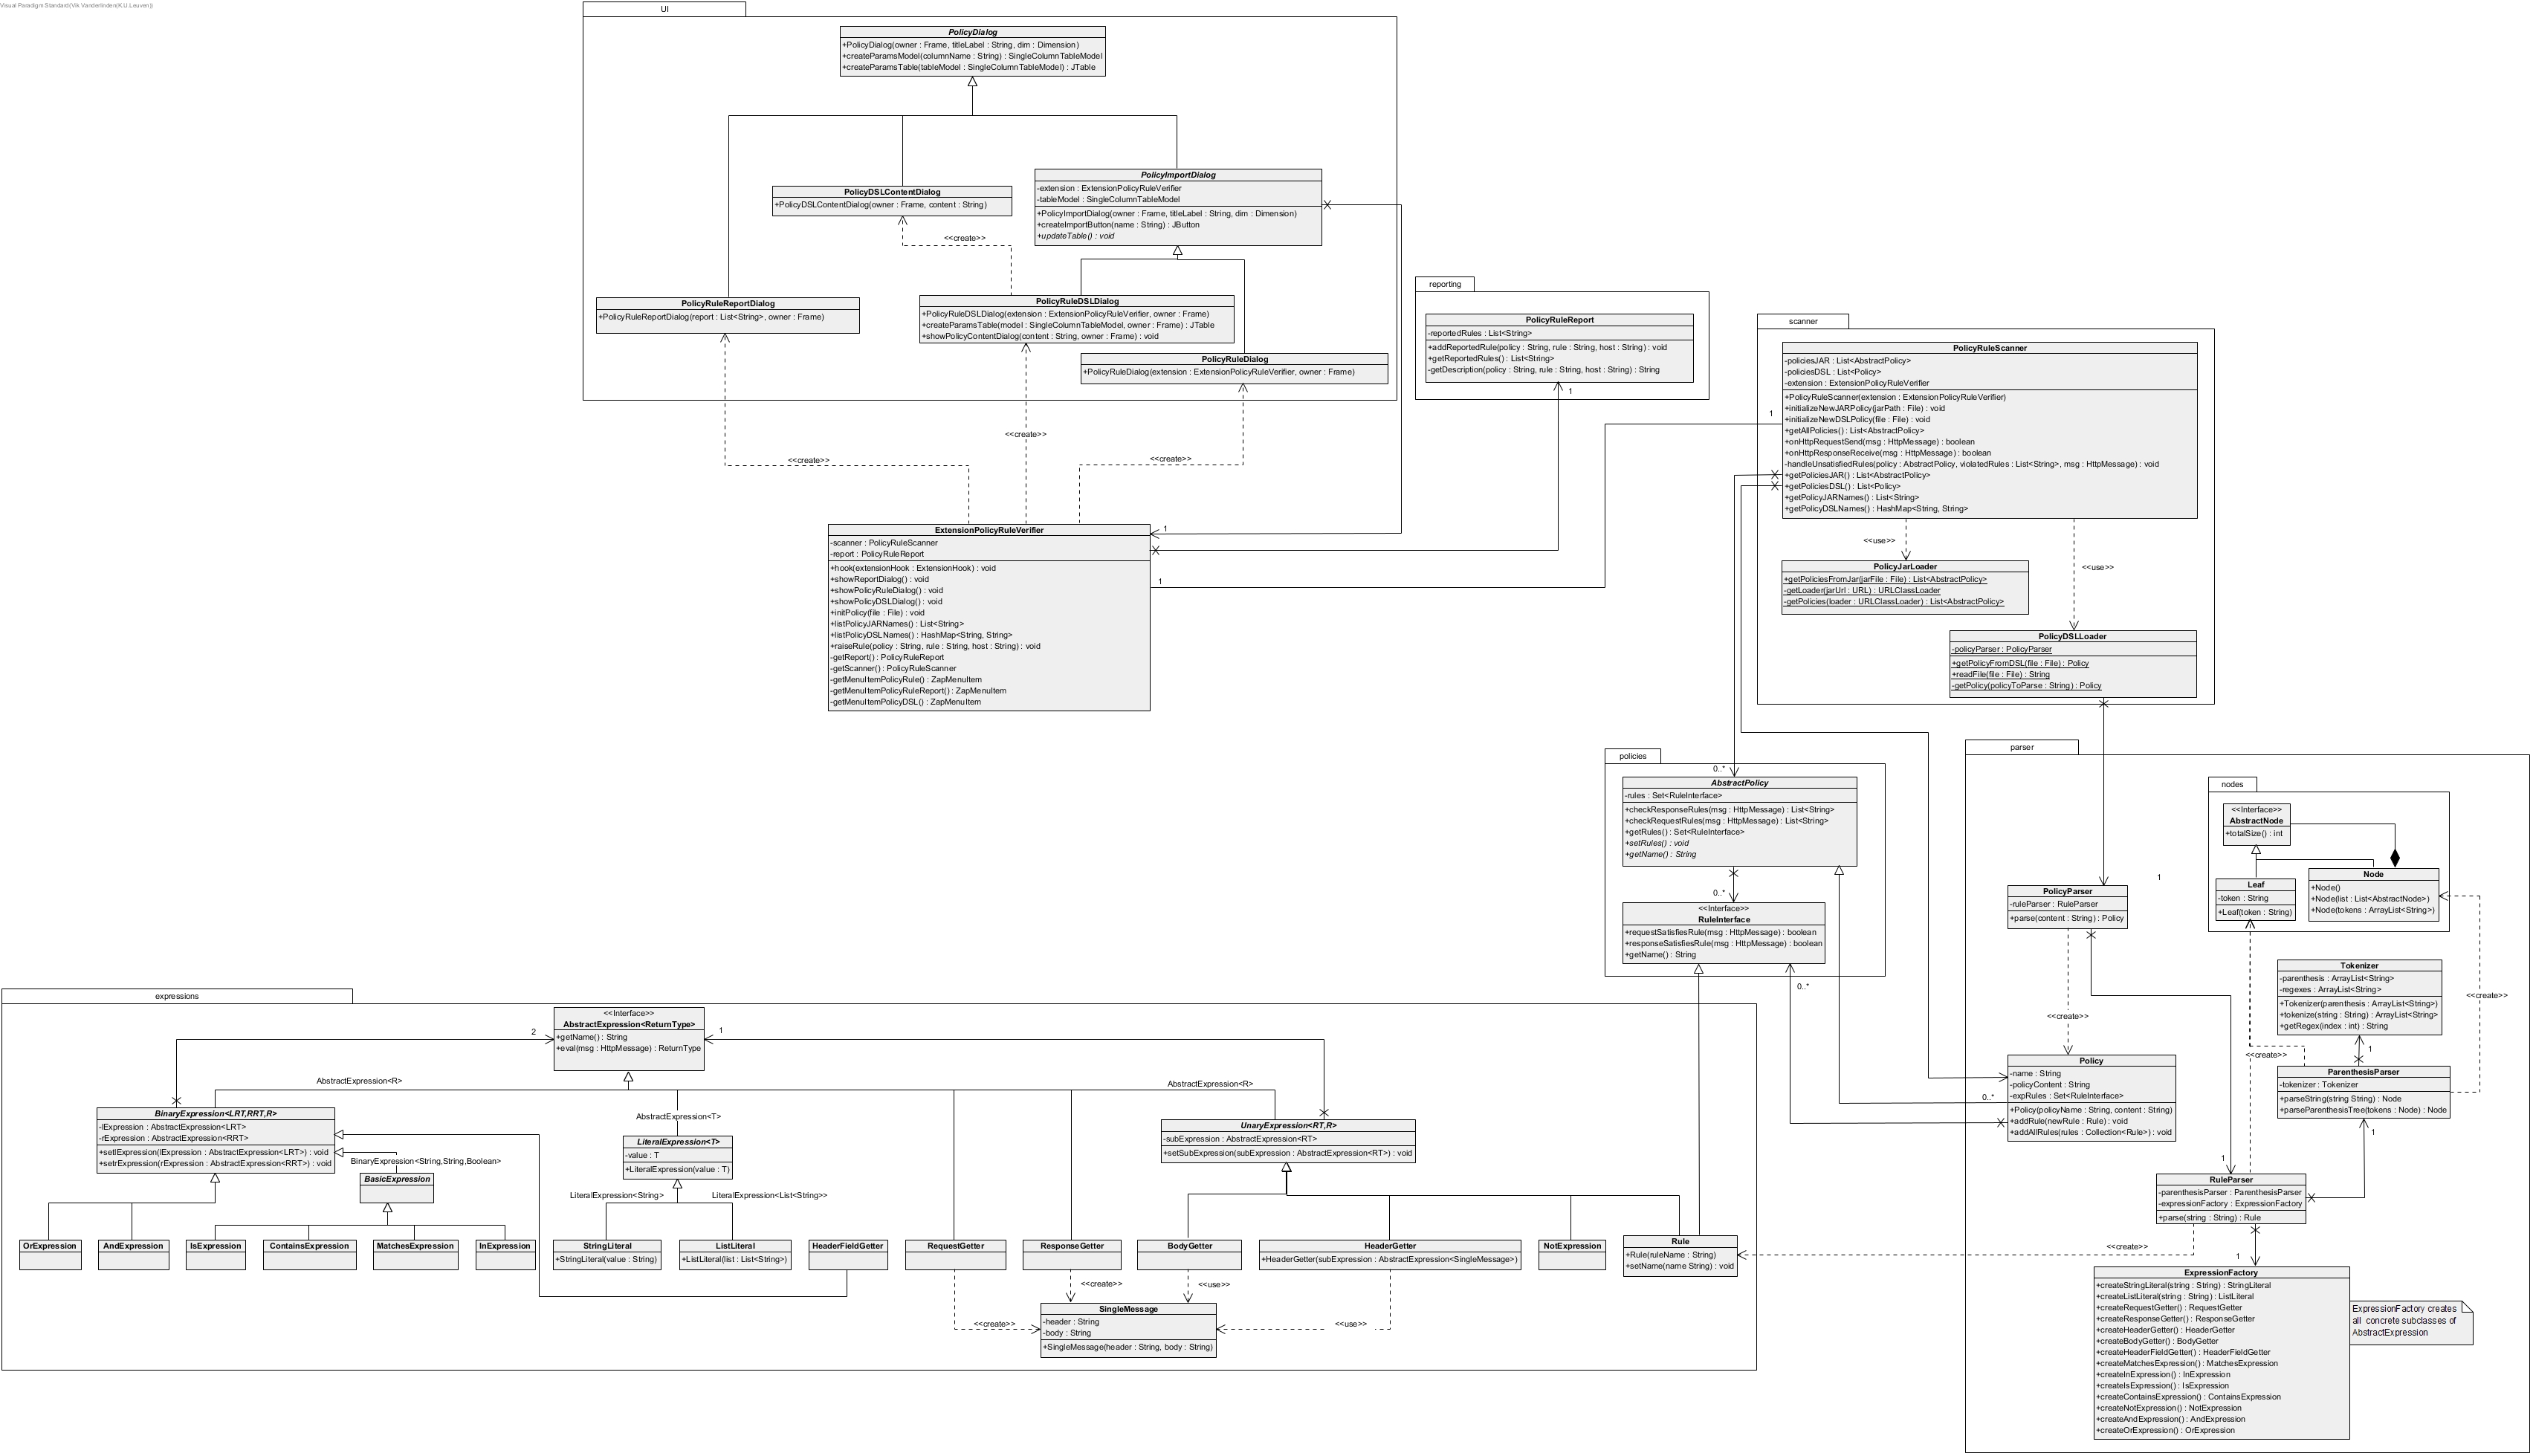 Visual Paradigm Standard(Vik Vanderlinden(K.U.Leuven))
UI
PolicyDialog
+PolicyDialog(owner : Frame, titleLabel : String, dim : Dimension)
+createParamsModel(columnName : String) : SingleColumnTableModel
+createParamsTable(tableModel : SingleColumnTableModel) : JTable
PolicyDSLContentDialog
+PolicyDSLContentDialog(owner : Frame, content : String)
PolicyImportDialog
-extension : ExtensionPolicyRuleVerifier
-tableModel : SingleColumnTableModel
+PolicyImportDialog(owner : Frame, titleLabel : String, dim : Dimension)
+createImportButton(name : String) : JButton
+updateTable() : void
<<create>>
PolicyRuleReportDialog
+PolicyRuleReportDialog(report : List<String>, owner : Frame)
PolicyRuleDSLDialog
+PolicyRuleDSLDialog(extension : ExtensionPolicyRuleVerifier, owner : Frame)
+createParamsTable(model : SingleColumnTableModel, owner : Frame) : JTable
+showPolicyContentDialog(content : String, owner : Frame) : void
PolicyRuleDialog
+PolicyRuleDialog(extension : ExtensionPolicyRuleVerifier, owner : Frame)
<<create>>
<<create>>
<<create>>
reporting
PolicyRuleReport
-reportedRules : List<String>
+addReportedRule(policy : String, rule : String, host : String) : void
+getReportedRules() : List<String>
-getDescription(policy : String, rule : String, host : String) : String
1
scanner
PolicyRuleScanner
-policiesJAR : List<AbstractPolicy>
-policiesDSL : List<Policy>
-extension : ExtensionPolicyRuleVerifier
+PolicyRuleScanner(extension : ExtensionPolicyRuleVerifier)
+initializeNewJARPolicy(jarPath : File) : void
+initializeNewDSLPolicy(file : File) : void
+getAllPolicies() : List<AbstractPolicy>
+onHttpRequestSend(msg : HttpMessage) : boolean
+onHttpResponseReceive(msg : HttpMessage) : boolean
-handleUnsatisfiedRules(policy : AbstractPolicy, violatedRules : List<String>, msg : HttpMessage) : void
+getPoliciesJAR() : List<AbstractPolicy>
+getPoliciesDSL() : List<Policy>
+getPolicyJARNames() : List<String>
+getPolicyDSLNames() : HashMap<String, String>
1
<<use>>
<<use>>
PolicyJarLoader
+getPoliciesFromJar(jarFile : File) : List<AbstractPolicy>
-getLoader(jarUrl : URL) : URLClassLoader
-getPolicies(loader : URLClassLoader) : List<AbstractPolicy>
PolicyDSLLoader
-policyParser : PolicyParser
+getPolicyFromDSL(file : File) : Policy
+readFile(file : File) : String
-getPolicy(policyToParse : String) : Policy
ExtensionPolicyRuleVerifier
-scanner : PolicyRuleScanner
-report : PolicyRuleReport
+hook(extensionHook : ExtensionHook) : void
+showReportDialog() : void
+showPolicyRuleDialog() : void
+showPolicyDSLDialog() : void
+initPolicy(file : File) : void
+listPolicyJARNames() : List<String>
+listPolicyDSLNames() : HashMap<String, String>
+raiseRule(policy : String, rule : String, host : String) : void
-getReport() : PolicyRuleReport
-getScanner() : PolicyRuleScanner
-getMenuItemPolicyRule() : ZapMenuItem
-getMenuItemPolicyRuleReport() : ZapMenuItem
-getMenuItemPolicyDSL() : ZapMenuItem
1
1
policies
0..*
AbstractPolicy
-rules : Set<RuleInterface>
+checkResponseRules(msg : HttpMessage) : List<String>
+checkRequestRules(msg : HttpMessage) : List<String>
+getRules() : Set<RuleInterface>
+setRules() : void
+getName() : String
0..*
<<Interface>>
RuleInterface
+requestSatisfiesRule(msg : HttpMessage) : boolean
+responseSatisfiesRule(msg : HttpMessage) : boolean
+getName() : String
0..*
parser
nodes
<<Interface>>
AbstractNode
+totalSize() : int
Leaf
-token : String
+Leaf(token : String)
Node
+Node()
+Node(list : List<AbstractNode>)
+Node(tokens : ArrayList<String>)
1
PolicyParser
-ruleParser : RuleParser
+parse(content : String) : Policy
Tokenizer
-parenthesis : ArrayList<String>
-regexes : ArrayList<String>
+Tokenizer(parenthesis : ArrayList<String>)
+tokenize(string : String) : ArrayList<String>
+getRegex(index : int) : String
<<create>>
<<create>>
<<create>>
1
Policy
-name : String
-policyContent : String
-expRules : Set<RuleInterface>
+Policy(policyName : String, content : String)
+addRule(newRule : Rule) : void
+addAllRules(rules : Collection<Rule>) : void
0..*
ParenthesisParser
-tokenizer : Tokenizer
+parseString(string String) : Node
+parseParenthesisTree(tokens : Node) : Node
1
1
RuleParser
-parenthesisParser : ParenthesisParser
-expressionFactory : ExpressionFactory
+parse(string : String) : Rule
<<create>>
1
ExpressionFactory
+createStringLiteral(string : String) : StringLiteral
+createListLiteral(string : String) : ListLiteral
+createRequestGetter() : RequestGetter
+createResponseGetter() : ResponseGetter
+createHeaderGetter() : HeaderGetter
+createBodyGetter() : BodyGetter
+createHeaderFieldGetter() : HeaderFieldGetter
+createMatchesExpression() : MatchesExpression
+createInExpression() : InExpression
+createIsExpression() : IsExpression
+createContainsExpression() : ContainsExpression
+createNotExpression() : NotExpression
+createAndExpression() : AndExpression
+createOrExpression() : OrExpression
ExpressionFactory creates
all concrete subclasses of
AbstractExpression
expressions
<<Interface>>
AbstractExpression<ReturnType>
+getName() : String
+eval(msg : HttpMessage) : ReturnType
2
1
AbstractExpression<R>
AbstractExpression<R>
AbstractExpression<T>
BinaryExpression<LRT,RRT,R>
-lExpression : AbstractExpression<LRT>
-rExpression : AbstractExpression<RRT>
+setlExpression(lExpression : AbstractExpression<LRT>) : void
+setrExpression(rExpression : AbstractExpression<RRT>) : void
BinaryExpression<String,String,Boolean>
BasicExpression
LiteralExpression<T>
-value : T
+LiteralExpression(value : T)
UnaryExpression<RT,R>
-subExpression : AbstractExpression<RT>
+setSubExpression(subExpression : AbstractExpression<RT>) : void
LiteralExpression<String>
LiteralExpression<List<String>>
OrExpression
AndExpression
IsExpression
ContainsExpression
MatchesExpression
InExpression
StringLiteral
+StringLiteral(value : String)
ListLiteral
+ListLiteral(list : List<String>)
HeaderFieldGetter
RequestGetter
ResponseGetter
BodyGetter
HeaderGetter
+HeaderGetter(subExpression : AbstractExpression<SingleMessage>)
NotExpression
Rule
+Rule(ruleName : String)
+setName(name String) : void
<<create>>
<<use>>
<<create>>
<<use>>
SingleMessage
-header : String
-body : String
+SingleMessage(header : String, body : String)